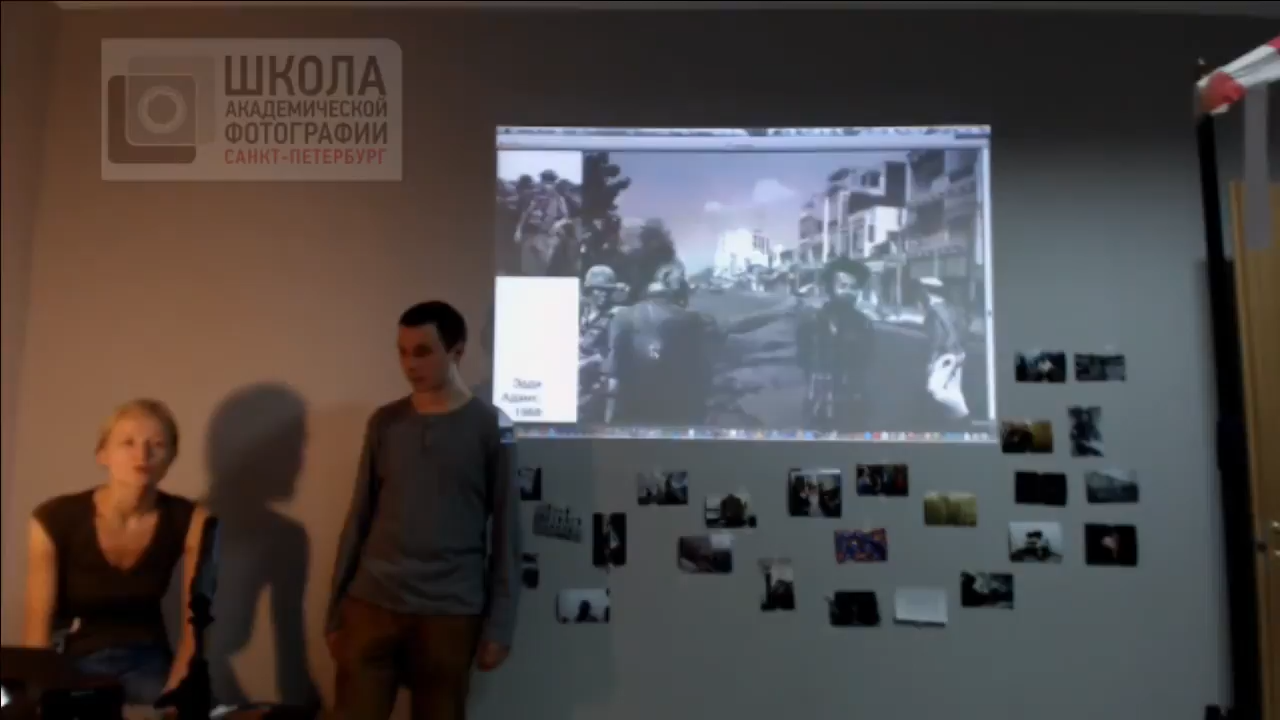 ШКОЛА
АКАДЕМИЧЕСКОЙ
ФОТОГРАФИИ
САНКТ-ПЕТЕРБУРГ
Эдди
Адамс,
1968